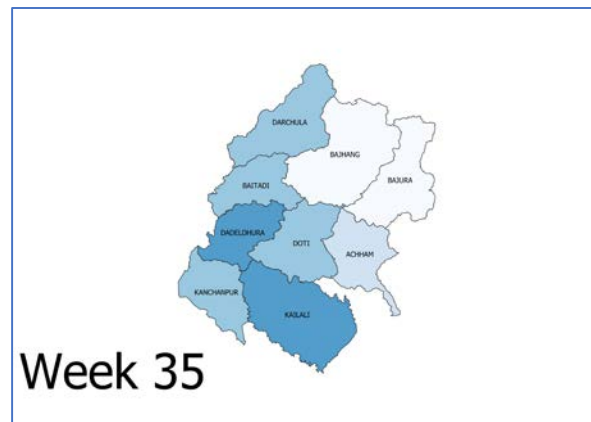 DARCHULA
BAJHANG
BAJURA
BAITADI
DADELDHURA
DOTI
ACHHAM
KANCHANPUR
KAILALI
Week 35